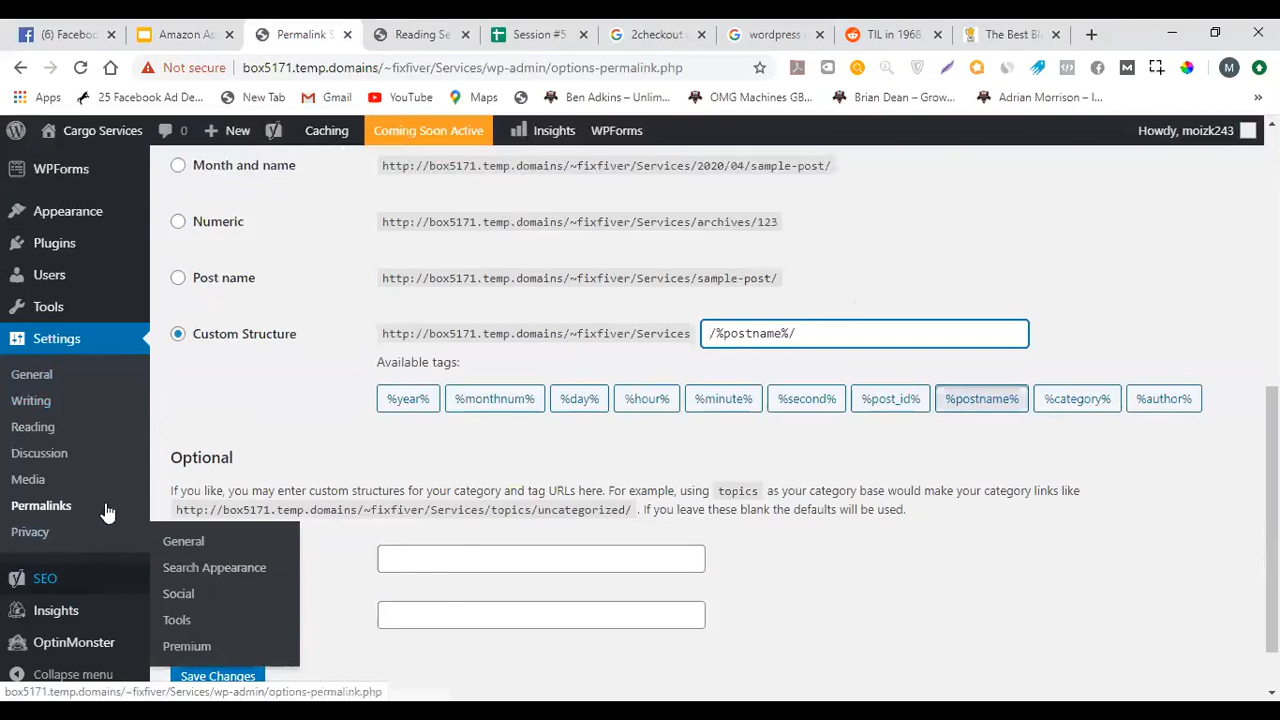 (6) Faceboo
Amazon As
Permalink S
Reading Se
Session #5
2checkout
wordpress
TIL in 1968
The Best Bl
Not secure
box5171.temp.domains/~fixfiver/Services/wp-admin/options-permalink.php
Apps
25 Facebook Ad De...
New Tab
Gmail
YouTube
Maps
Ben Adkins – Unlim...
OMG Machines GB...
Brian Dean – Grow...
Adrian Morrison – I...
Cargo Services
0
New
Caching
Coming Soon Active
Insights
WPForms
Howdy, moizk243
WPForms
Appearance
Plugins
Users
Tools
Settings
General
Writing
Reading
Discussion
Media
Permalinks
Privacy
SEO
Insights
OptinMonster
Collapse menu
General
Search Appearance
Social
Tools
Premium
Month and name
http://box5171.temp.domains/~fixfiver/Services/2020/04/sample-post/
Numeric
http://box5171.temp.domains/~fixfiver/Services/archives/123
Post name
http://box5171.temp.domains/~fixfiver/Services/sample-post/
Custom Structure
http://box5171.temp.domains/~fixfiver/Services
/%postname%/
Available tags:
%year%
%monthnum%
%day%
%hour%
%minute%
%second%
%post_id%
%postname%
%category%
%author%
Optional
If you like, you may enter custom structures for your category and tag URLs here. For example, using topics as your category base would make your category links like
http://box5171.temp.domains/~fixfiver/Services/topics/uncategorized/ . If you leave these blank the defaults will be used.
Save Changes
box5171.temp.domains/~fixfiver/Services/wp-admin/options-permalink.php